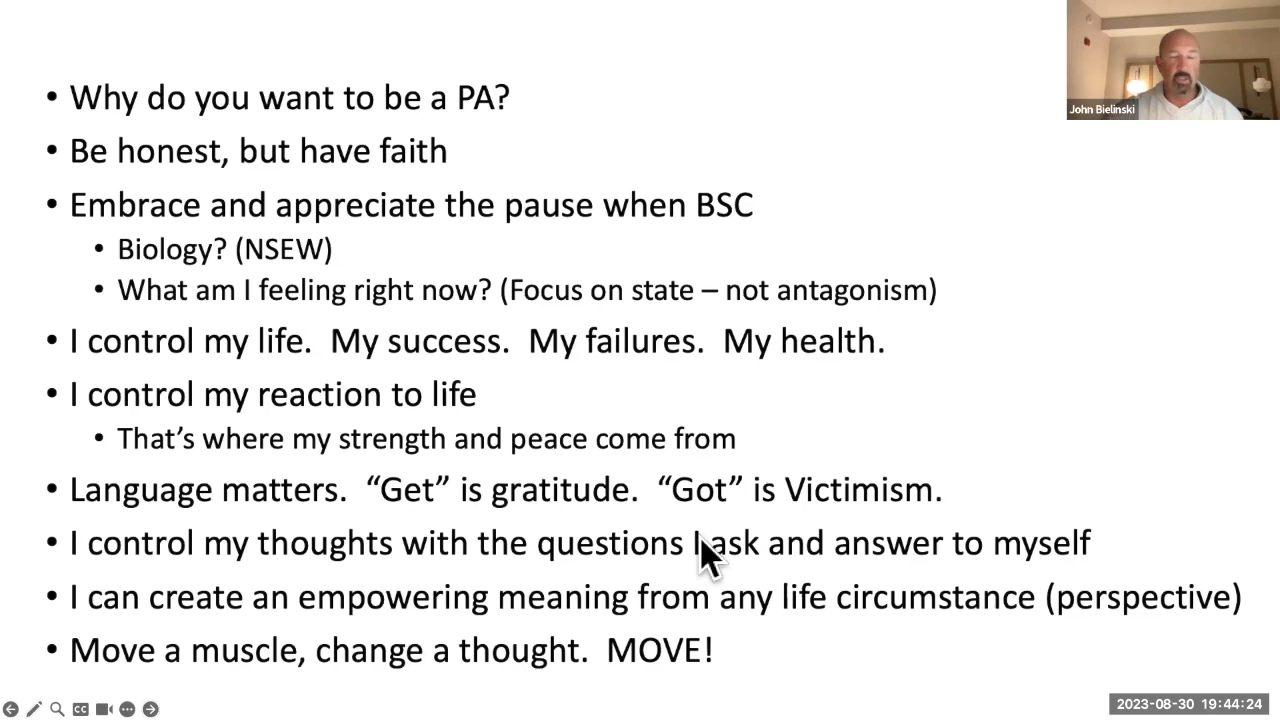 • Why do you want to be a PA?
John Bielinski
• Be honest, but have faith
• Embrace and appreciate the pause when BSC
• Biology? (NSEW)
• What am I feeling right now? (Focus on state – not antagonism)
• I control my life.  My success.  My failures.  My health.
• I control my reaction to life
• That’s where my strength and peace come from
• Language matters.  “Get” is gratitude.  “Got” is Victimism.
• I control my thoughts with the questions I ask and answer to myself
• I can create an empowering meaning from any life circumstance (perspective)
• Move a muscle, change a thought.  MOVE!
CC
2023-08-30 19:44:24